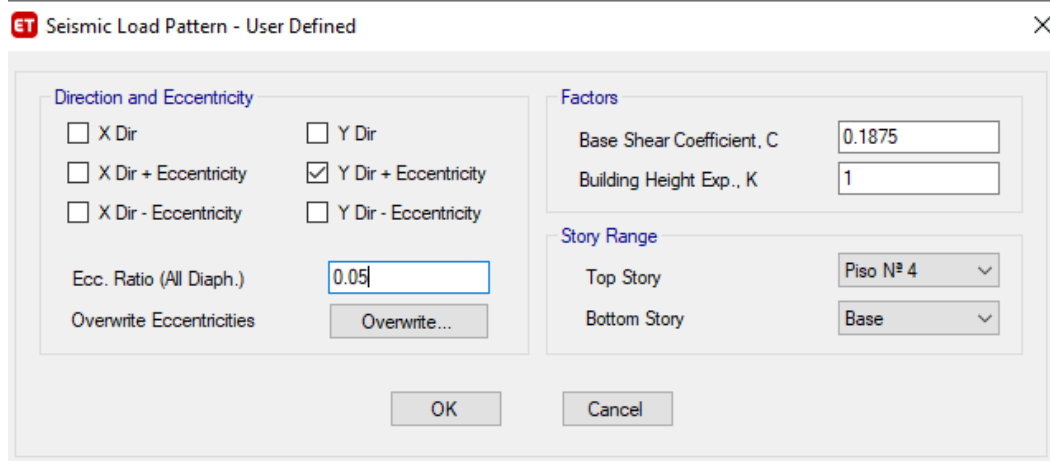 ET Seismic Load Pattern - User Defined
Direction and Eccentricity
X Dir
Y Dir
X Dir + Eccentricity
Y Dir + Eccentricity
X Dir - Eccentricity
Y Dir - Eccentricity
Ecc. Ratio (All Diaph.) 0.05
Overwrite Eccentricities Overwrite...
Factors
Base Shear Coefficient, C 0.1875
Building Height Exp., K 1
Story Range
Top Story Piso Nª 4
Bottom Story Base
OK Cancel